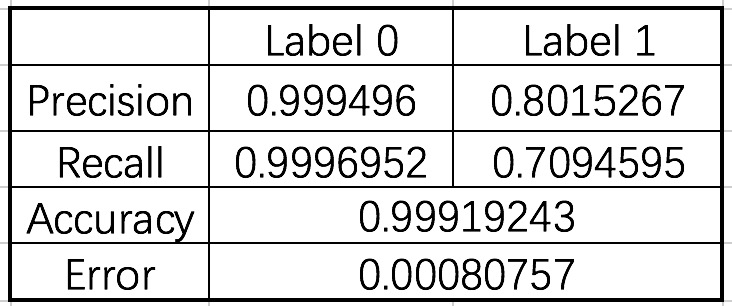 Label 0 Label 1
Precision 0.999496 0.8015267
Recall 0.9996952 0.7094595
Accuracy 0.99919243
Error 0.00080757